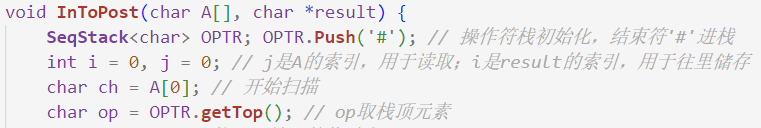 void InToPost(char A[], char *result) {
SeqStack<char> OPTR; OPTR.Push('#'); // 操作符栈初始化，结束符'#'进栈
int i = 0, j = 0; // j是A的索引，用于读取；i是result的索引，用于往里储存
char ch = A[0]; // 开始扫描
char op = OPTR.getTop(); // op取栈顶元素